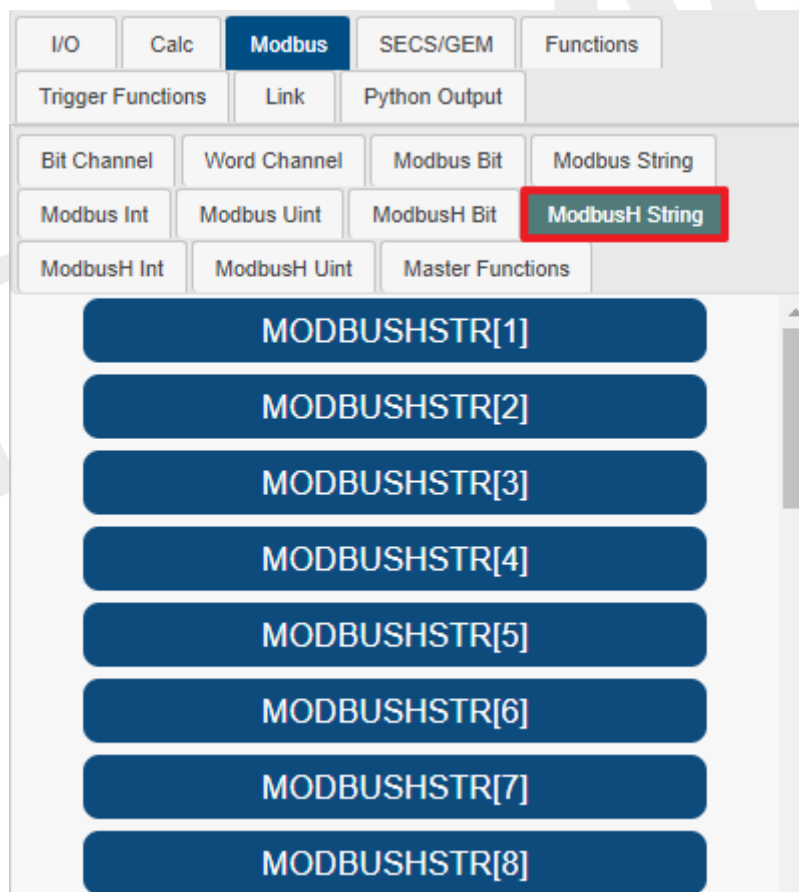 I/O Calc Modbus SECS/GEM Functions
Trigger Functions Link Python Output
Bit Channel Word Channel Modbus Bit Modbus String
Modbus Int Modbus Uint ModbusH Bit ModbusH String
ModbusH Int ModbusH Uint Master Functions
MODBUSHSTR[1]
MODBUSHSTR[2]
MODBUSHSTR[3]
MODBUSHSTR[4]
MODBUSHSTR[5]
MODBUSHSTR[6]
MODBUSHSTR[7]
MODBUSHSTR[8]